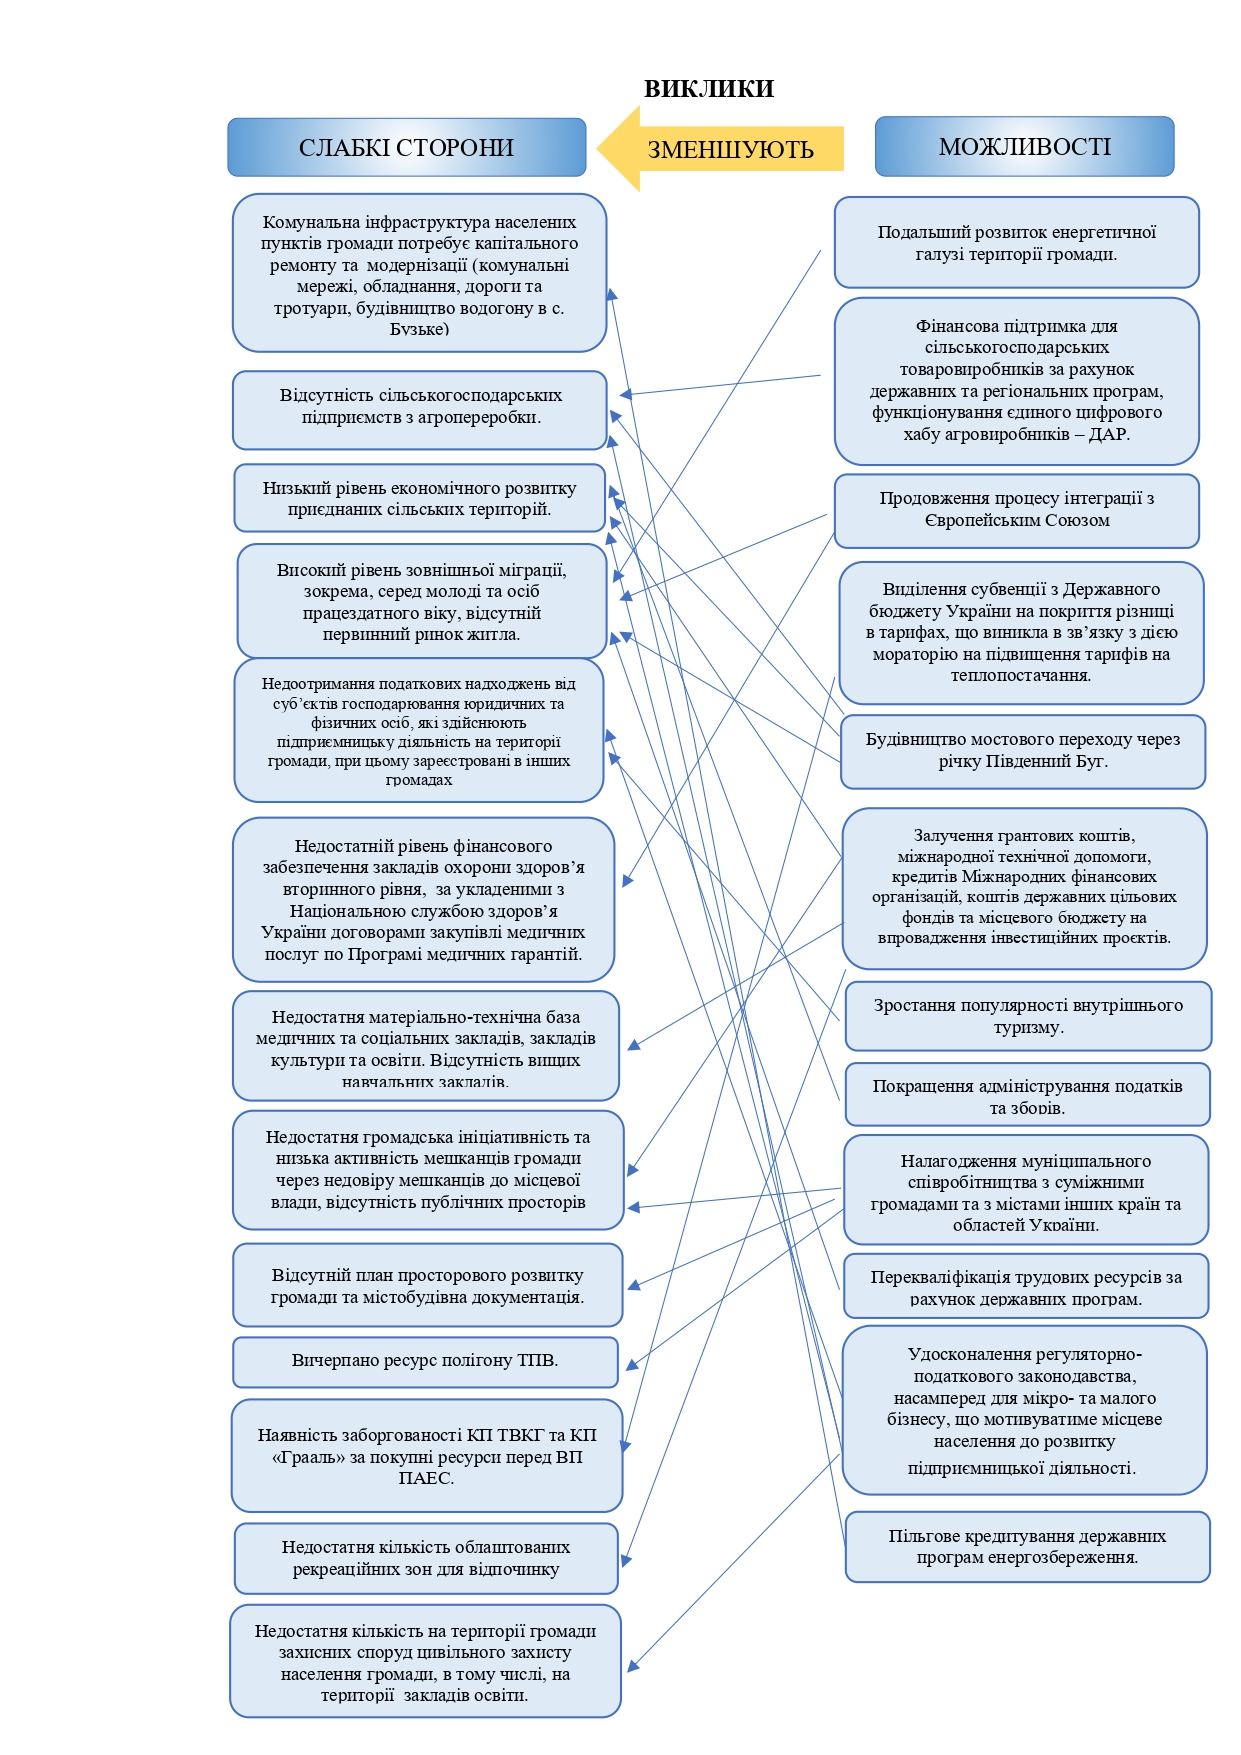 ВИКЛИКИ
СЛАБКІ СТОРОНИ
ЗМЕНШУЮТЬ
МОЖЛИВОСТІ
Комунальна інфраструктура населених
пунктів громади потребує капітального
ремонту та модернізації (комунальні
мережі, обладнання, дороги та
тротуари, будівництво водогону в с.
Бузьке)
Відсутність сільськогосподарських
підприємств з агропереробки.
Низький рівень економічного розвитку
приєднаних сільських територій.
Високий рівень зовнішньої міграції,
зокрема, серед молоді та осіб
працездатного віку, відсутній
первинний ринок житла.
Недоотримання податкових надходжень від
суб’єктів господарювання юридичних та
фізичних осіб, які здійснюють
підприємницьку діяльність на території
громади, при цьому зареєстровані в інших
громадах
Недостатній рівень фінансового
забезпечення закладів охорони здоров’я
вторинного рівня, за укладеними з
Національною службою здоров’я
України договорами закупівлі медичних
послуг по Програмі медичних гарантій.
Недостатня матеріально-технічна база
медичних та соціальних закладів, закладів
культури та освіти. Відсутність вищих
навчальних закладів.
Недостатня громадська ініціативність та
низька активність мешканців громади
через недовіру мешканців до місцевої
влади, відсутність публічних просторів
Відсутній план просторового розвитку
громади та містобудівна документація.
Вичерпано ресурс полігону ТПВ.
Наявність заборгованості КП ТВКГ та КП
«Грааль» за покупні ресурси перед ВП
ПАЕС.
Недостатня кількість облаштованих
рекреаційних зон для відпочинку
Недостатня кількість на території громади
захисних споруд цивільного захисту
населення громади, в тому числі, на
території закладів освіти.
Подальший розвиток енергетичної
галузі території громади.
Фінансова підтримка для
сільськогосподарських
товаровиробників за рахунок
державних та регіональних програм,
функціонування єдиного цифрового
хабу агровиробників – ДАР.
Продовження процесу інтеграції з
Європейським Союзом
Виділення субвенції з Державного
бюджету України на покриття різниці
в тарифах, що виникла в зв’язку з дією
мораторію на підвищення тарифів на
теплопостачання.
Будівництво мостового переходу через
річку Південний Буг.
Залучення грантових коштів,
міжнародної технічної допомоги,
кредитів Міжнародних фінансових
організацій, коштів державних цільових
фондів та місцевого бюджету на
впровадження інвестиційних проєктів.
Зростання популярності внутрішнього
туризму.
Покращення адміністрування податків
та зборів.
Налагодження муніципального
співробітництва з суміжними
громадами та з містами інших країн та
областей України.
Перекваліфікація трудових ресурсів за
рахунок державних програм.
Удосконалення регуляторно-
податкового законодавства,
насамперед для мікро- та малого
бізнесу, що мотивуватиме місцеве
населення до розвитку
підприємницької діяльності.
Пільгове кредитування державних
програм енергозбереження.